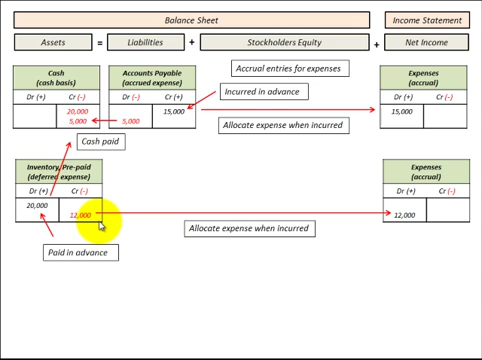 Balance Sheet
Income Statement
Assets = Liabilities + Stockholders Equity + Net Income
Accrual entries for expenses
Cash
(cash basis)
Dr (+) Cr (-)
20,000
5,000
Accounts Payable
(accrued expense)
Dr (-) Cr (+)
15,000
5,000
Incurred in advance
Allocate expense when incurred
Expenses
(accrual)
Dr (+) Cr (-)
15,000
Cash paid
Inventory, Pre-paid
(deferred expense)
Dr (+) Cr (-)
20,000
12,000
Paid in advance
Allocate expense when incurred
Expenses
(accrual)
Dr (+) Cr (-)
12,000